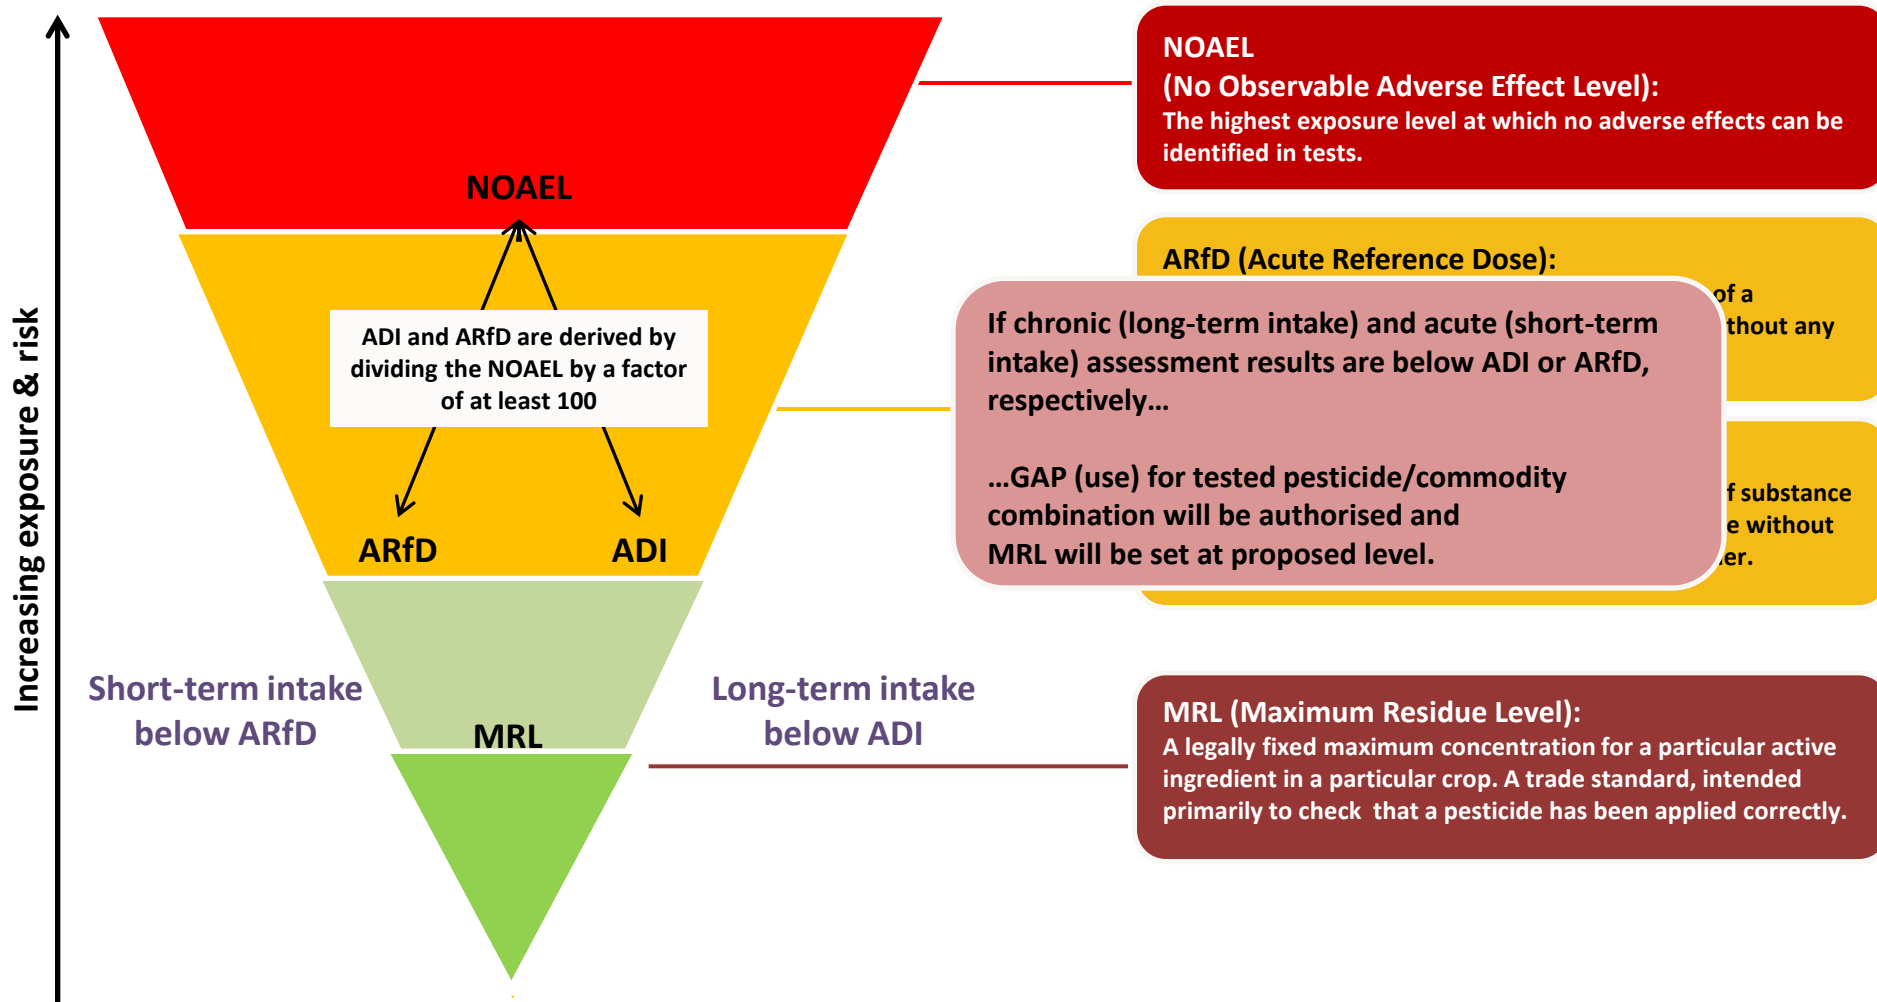 Increasing exposure & risk
NOAEL
ADI and ARfD are derived by
dividing the NOAEL by a factor
of at least 100
ARfD
ADI
Short-term intake
below ARfD
MRL
Long-term intake
below ADI
NOAEL
(No Observable Adverse Effect Level):
The highest exposure level at which no adverse effects can be
identified in tests.
ARfD (Acute Reference Dose):
of a
without any
If chronic (long-term intake) and acute (short-term
intake) assessment results are below ADI or ARfD,
respectively…
…GAP (use) for tested pesticide/commodity
combination will be authorised and
MRL will be set at proposed level.
of substance
without
MRL (Maximum Residue Level):
A legally fixed maximum concentration for a particular active
ingredient in a particular crop. A trade standard, intended
primarily to check that a pesticide has been applied correctly.